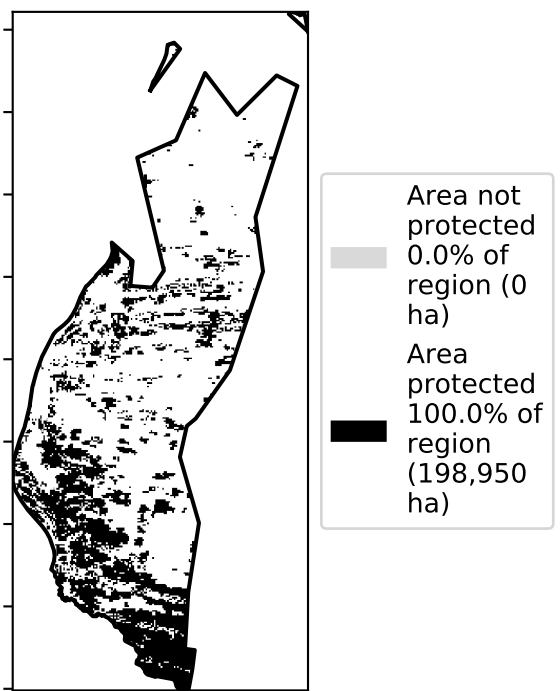 Area not
protected
0.0% of
region (0
ha)
Area
protected
100.0% of
region
(198,950
ha)